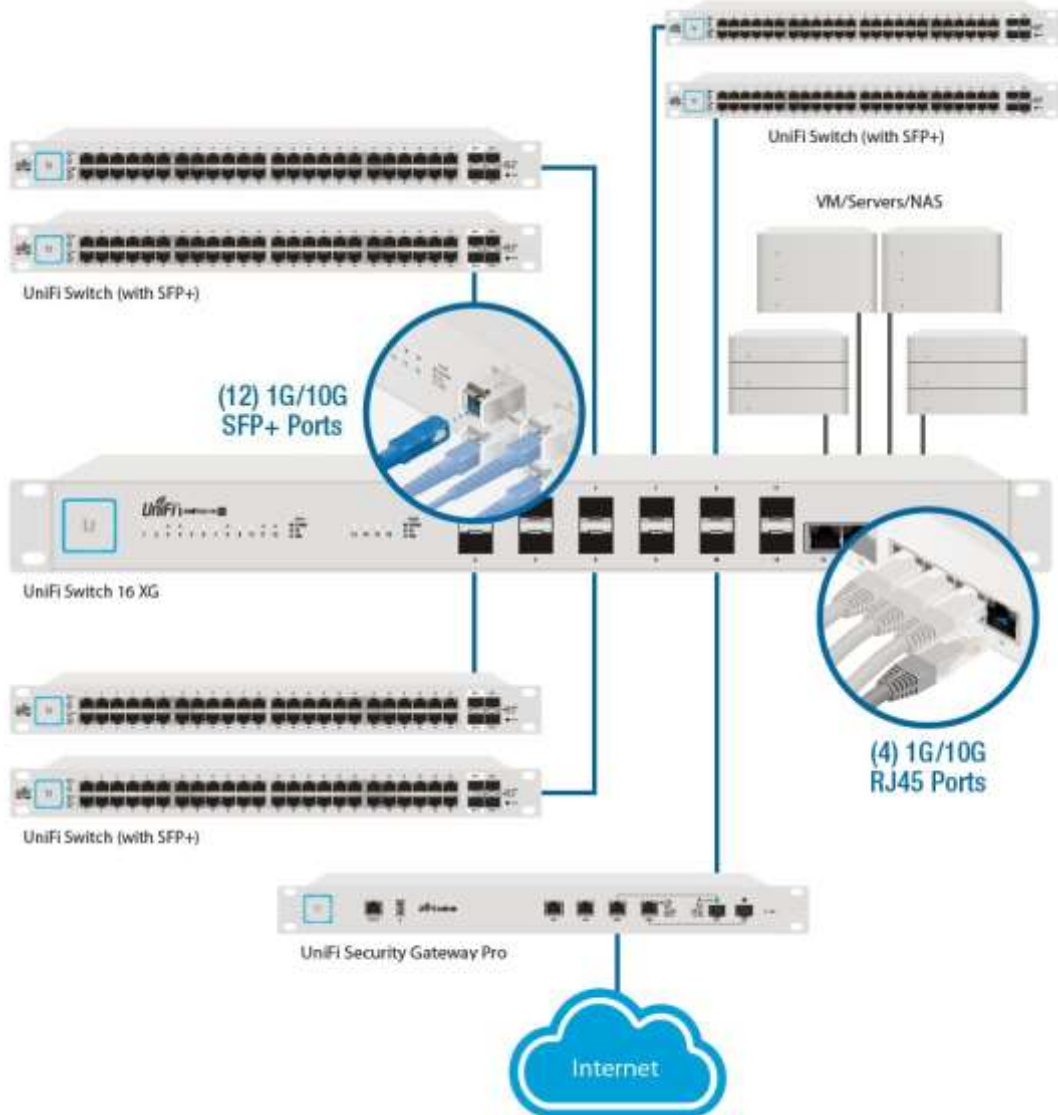 UniFi Switch (with SFP+)
VM/Servers/NAS
UniFi Switch (with SFP+)
(12) 1G/10G
SFP+ Ports
UniFi
UniFi Switch 16 XG
(4) 1G/10G
RJ45 Ports
UniFi Switch (with SFP+)
UniFi Security Gateway Pro
Internet